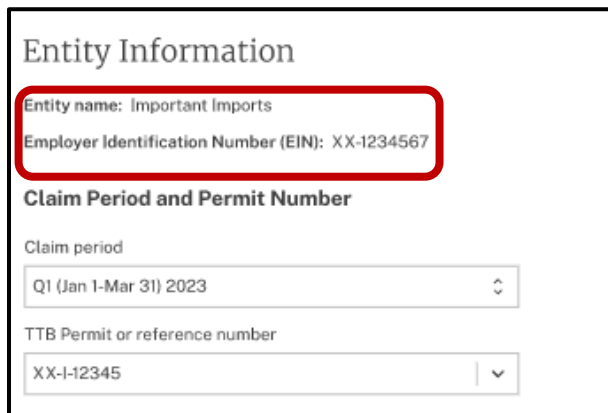 Entity Information
Entity name: Important Imports
Employer Identification Number (EIN): XX-1234567
Claim Period and Permit Number
Claim period
Q1 (Jan 1-Mar 31) 2023
TTB Permit or reference number
XX-I-12345